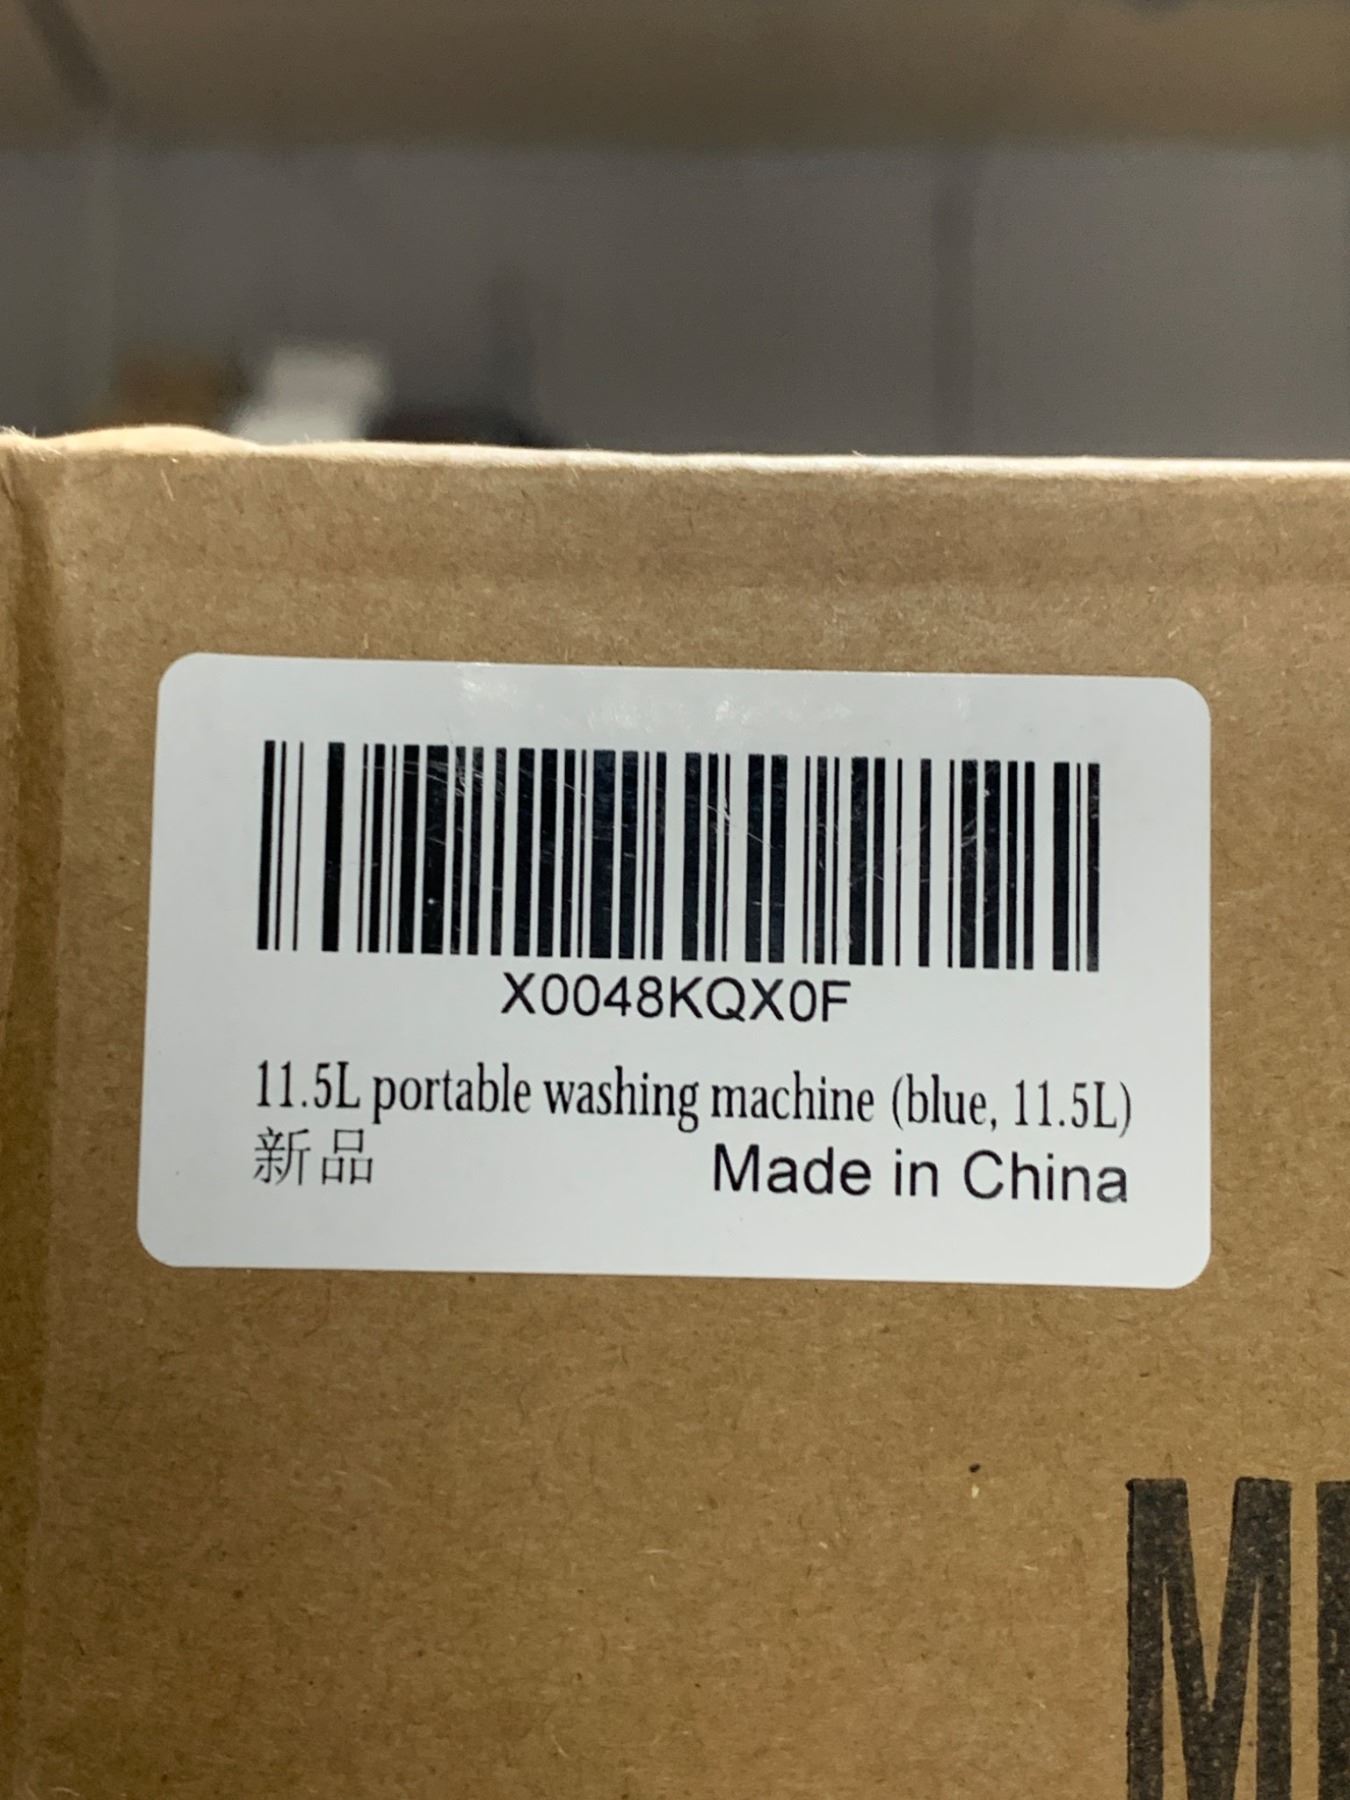 X0048KQX0F
11.5L portable washing machine (blue, 11.5L)
新品 Made in China